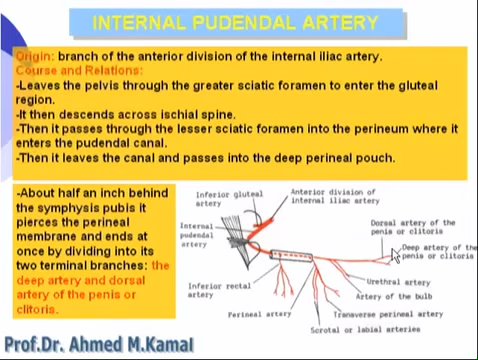 INTERNAL PUDENDAL ARTERY
Origin: branch of the anterior division of the internal iliac artery.
Course and Relations:
-Leaves the pelvis through the greater sciatic foramen to enter the gluteal
region.
-It then descends across ischial spine.
-Then it passes through the lesser sciatic foramen into the perineum where it
enters the pudendal canal.
-Then it leaves the canal and passes into the deep perineal pouch.
-About half an inch behind
the symphysis pubis it
pierces the perineal
membrane and ends at
once by dividing into its
two terminal branches: the
deep artery and dorsal
artery of the penis or
clitoris.
Inferior gluteal
artery
Anterior division of
internal iliac artery
Internal
pudendal
artery
Dorsal artery of the
penis or clitoris
Deep artery of the
penis or clitoris
Inferior rectal
artery
Urethral artery
Artery of the bulb
Perineal artery
Transverse perineal artery
Scrotal or labial arteries
Prof.Dr. Ahmed M.Kamal